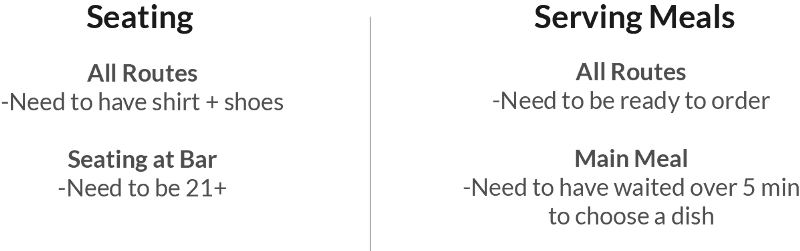 Seating
All Routes
-Need to have shirt + shoes
Seating at Bar
-Need to be 21+
Serving Meals
All Routes
-Need to be ready to order
Main Meal
-Need to have waited over 5 min
to choose a dish